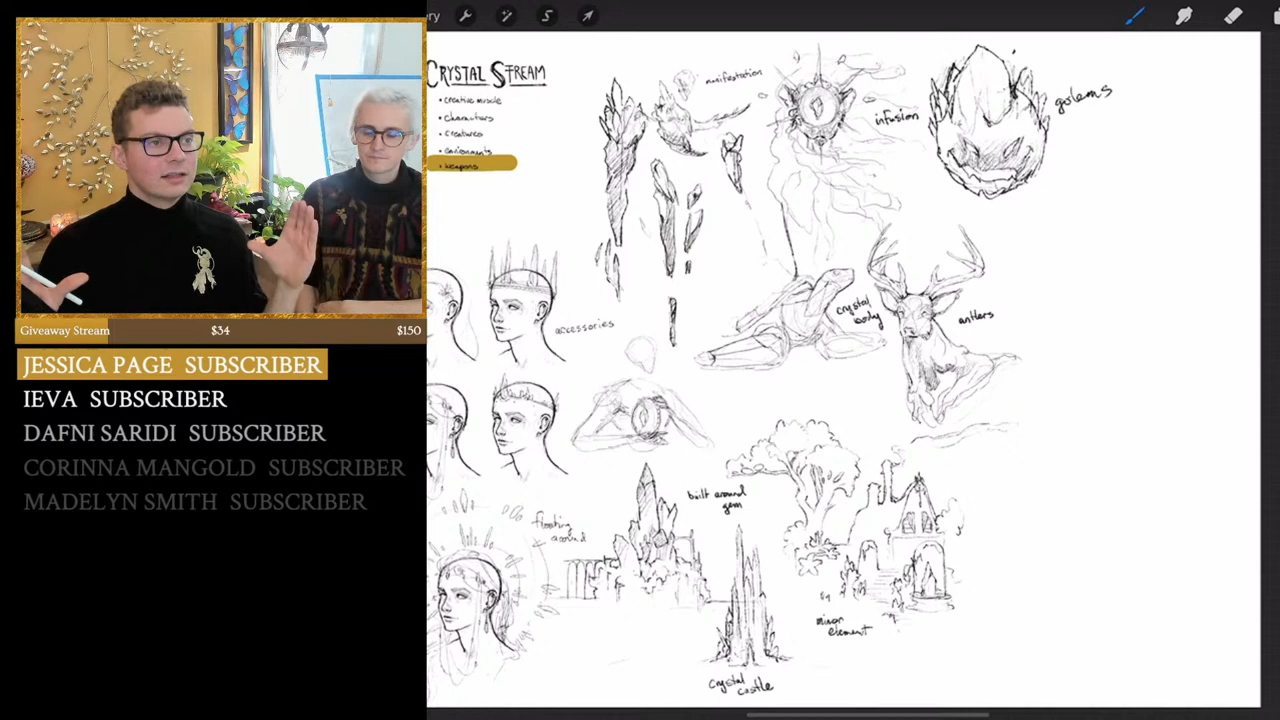 ry
CRYSTAL STREAM
• creative muscle
• characters
• creatures
• enviornments
• weapons
manifestation
infusion
golems
accessories
crystal
body
antlers
built around
gem
floating
around
minor
element
crystal
castle
Giveaway Stream $34 $150
JESSICA PAGE SUBSCRIBER
IEVA SUBSCRIBER
DAFNI SARIDI SUBSCRIBER
CORINNA MANGOLD SUBSCRIBER
MADELYN SMITH SUBSCRIBER